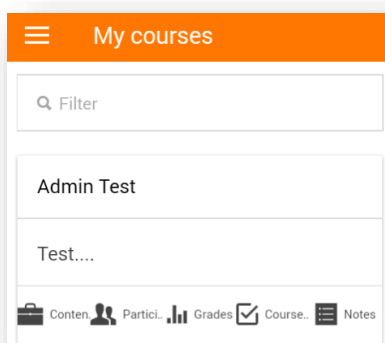 My courses
Filter
Admin Test
Test....
Conten. Partici.. Grades Course.. Notes